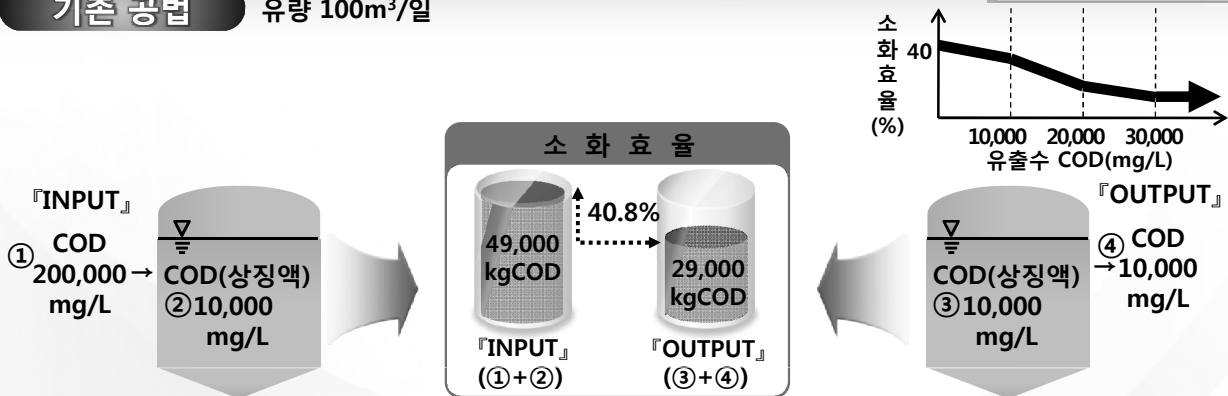 기존 공법
유량 100m³/일
소
화
효
율
(%)
40
10,000 20,000 30,000
유출수 COD(mg/L)
『INPUT』
① COD
200,000→
mg/L
COD(상징액)
②10,000
mg/L
소 화 효 율
40.8%
49,000
kgCOD
29,000
kgCOD
『INPUT』
(①+②)
『OUTPUT』
(③+④)
COD(상징액)
③10,000
mg/L
『OUTPUT』
④ COD
→10,000
mg/L